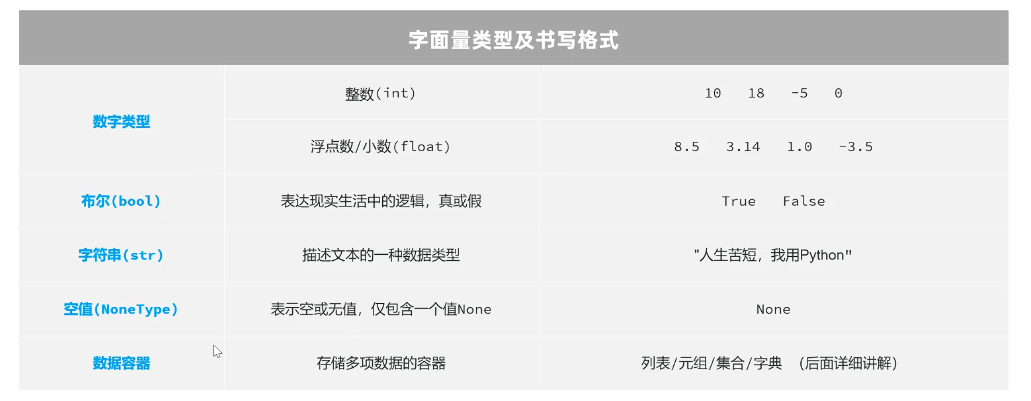 字面量类型及书写格式
数字类型
整数(int)
10 18 -5 0
浮点数/小数(float)
8.5 3.14 1.0 -3.5
布尔(bool)
表达现实生活中的逻辑，真或假
True False
字符串(str)
描述文本的一种数据类型
"人生苦短，我用Python"
空值(NoneType)
表示空或无值，仅包含一个值None
None
数据容器
存储多项数据的容器
列表/元组/集合/字典 （后面详细讲解）